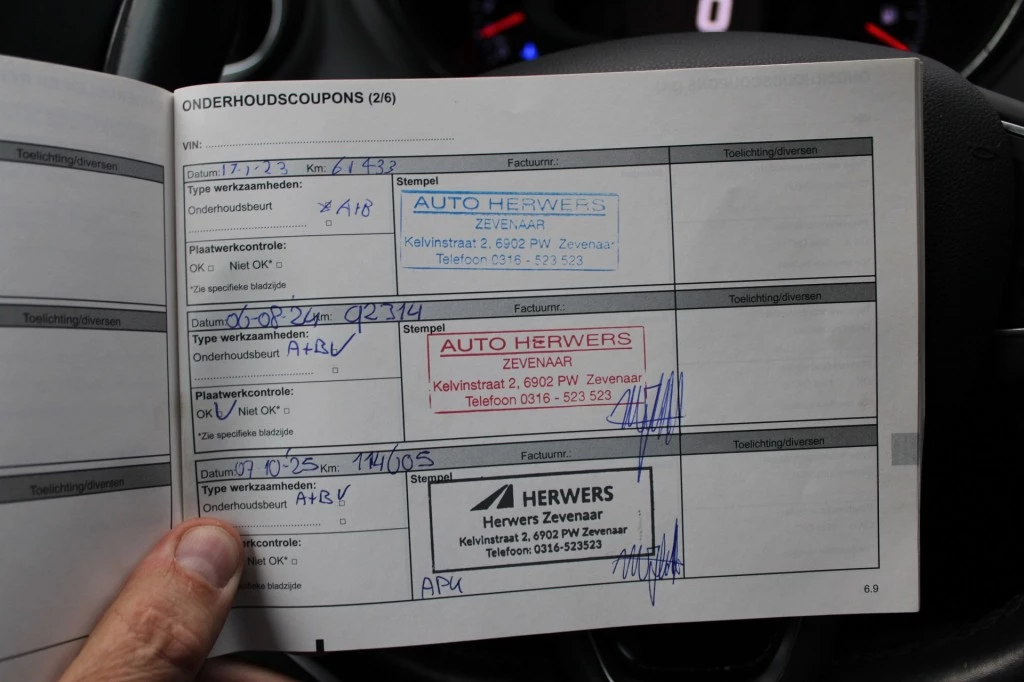 ONDERHOUDSCOUPONS (2/6)
VIN:
Toelichting/diversen
Datum: 17-1-23 Km: 61433 Factuurnr.: Toelichting/diversen
Type werkzaamheden:
Onderhoudsbeurt A+B
Stempel
AUTO HERWERS
ZEVENAAR
Kelvinstraat 2, 6902 PW Zevenaar
Telefoon 0316 - 523 523
Plaatwerkcontrole:
OK Niet OK*
*Zie specifieke bladzijde
Toelichting/diversen
Datum: 06-08-24 Km: 92314 Factuurnr.: Toelichting/diversen
Type werkzaamheden:
Onderhoudsbeurt A+B
Stempel
AUTO HERWERS
ZEVENAAR
Kelvinstraat 2, 6902 PW Zevenaar
Telefoon 0316 - 523 523
Plaatwerkcontrole:
OK Niet OK*
*Zie specifieke bladzijde
Toelichting/diversen
Datum: 07-10-'25 Km: 114605 Factuurnr.: Toelichting/diversen
Type werkzaamheden:
Onderhoudsbeurt A+B
Stempel
HERWERS
Herwers Zevenaar
Kelvinstraat 2, 6902 PW Zevenaar
Telefoon: 0316-523523
APK
rkcontrole:
Niet OK*
specifieke bladzijde
6.9
0